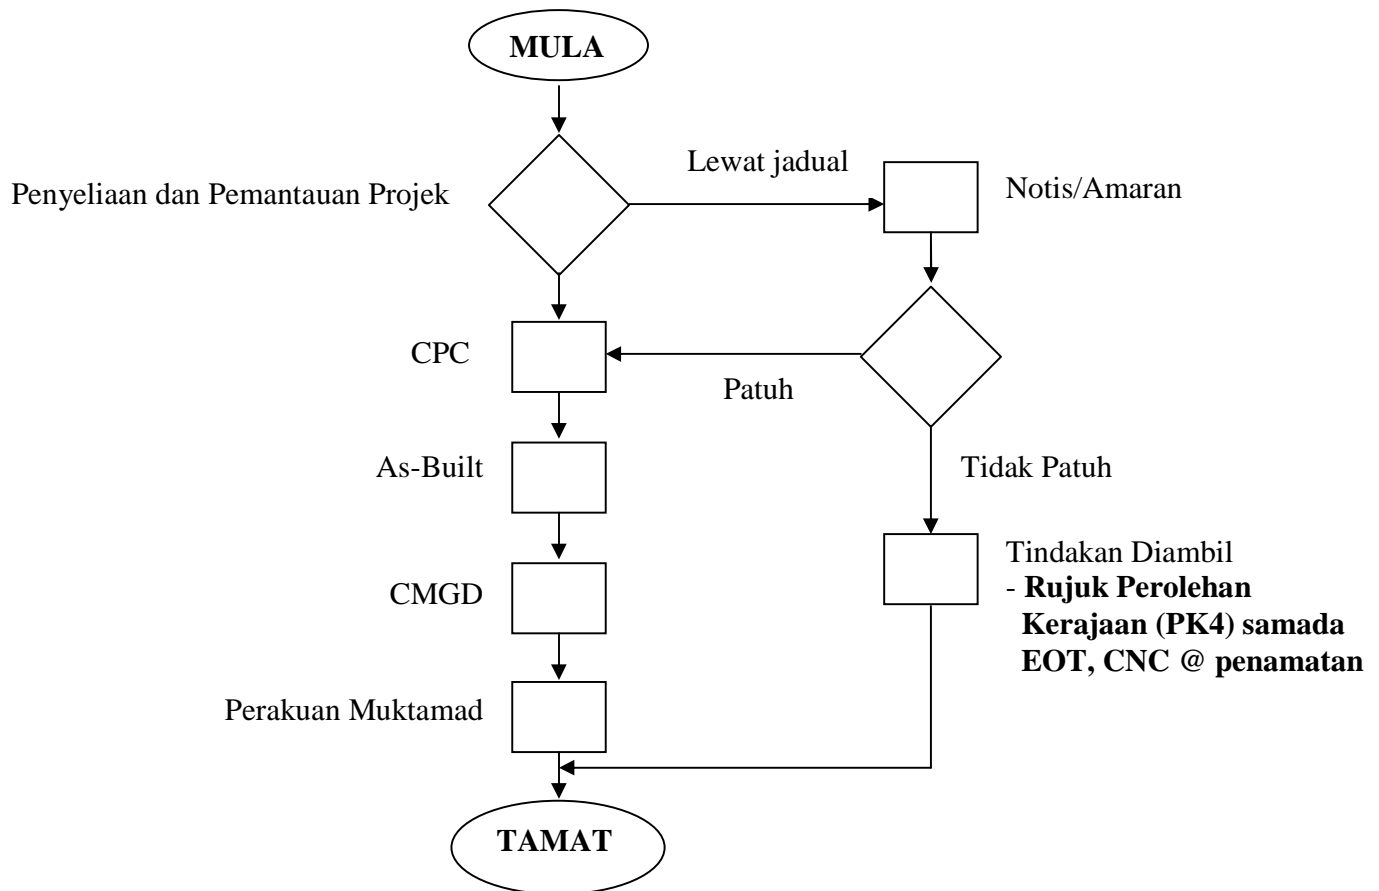 MULA
Lewat jadual
Penyeliaan dan Pemantauan Projek
Notis/Amaran
CPC
Patuh
As-Built
Tidak Patuh
Tindakan Diambil
- Rujuk Perolehan
Kerajaan (PK4) samada
EOT, CNC @ penamatan
CMGD
Perakuan Muktamad
TAMAT